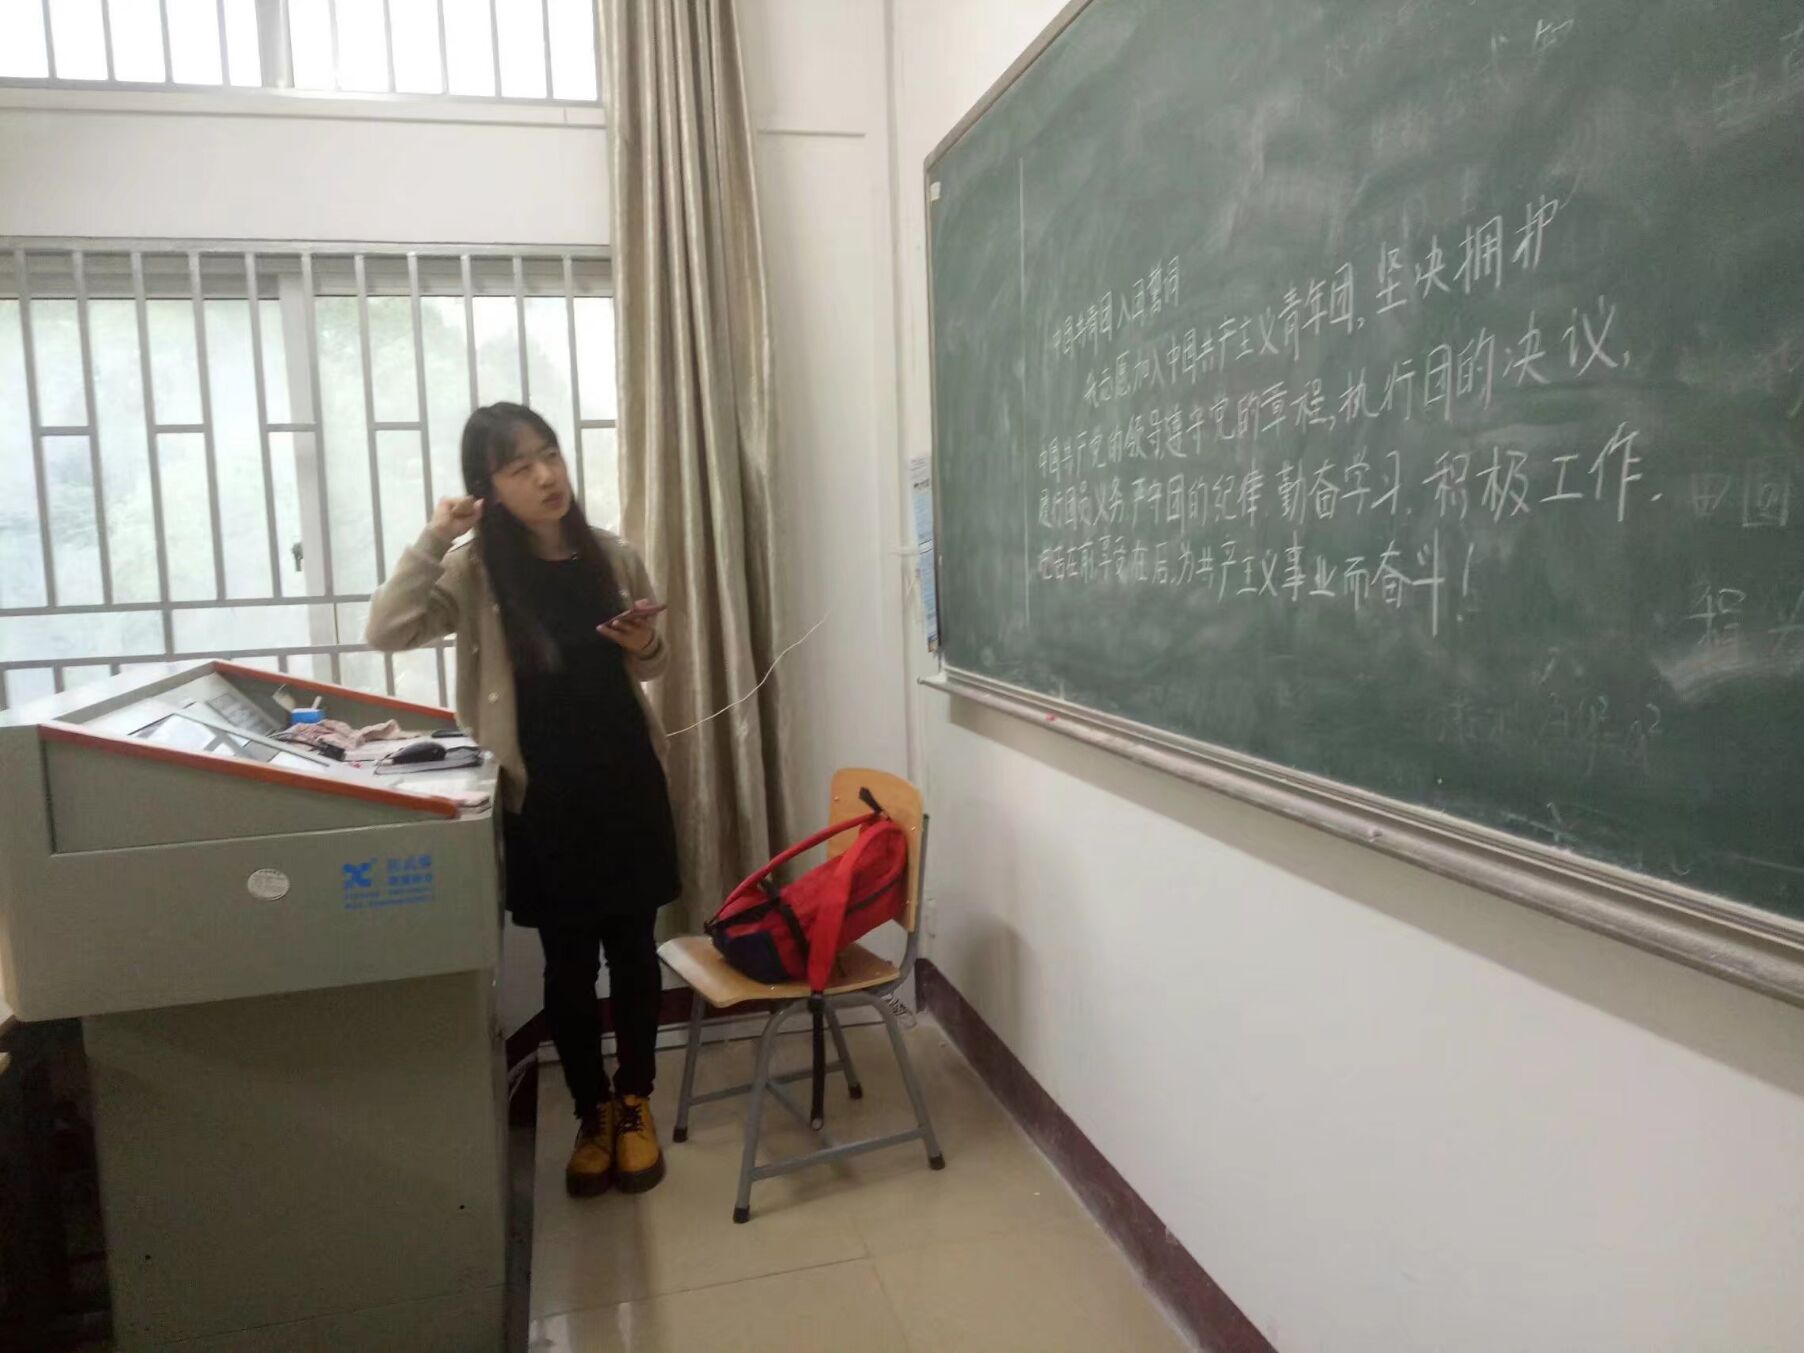 中国共青团入团誓词
我志愿加入中国共产主义青年团,坚决拥护
中国共产党的领导遵守党的章程,执行团的决议,
履行团员义务,严守团的纪律,勤奋学习,积极工作.
吃苦在前,享受在后,为共产主义事业而奋斗!
圆
程